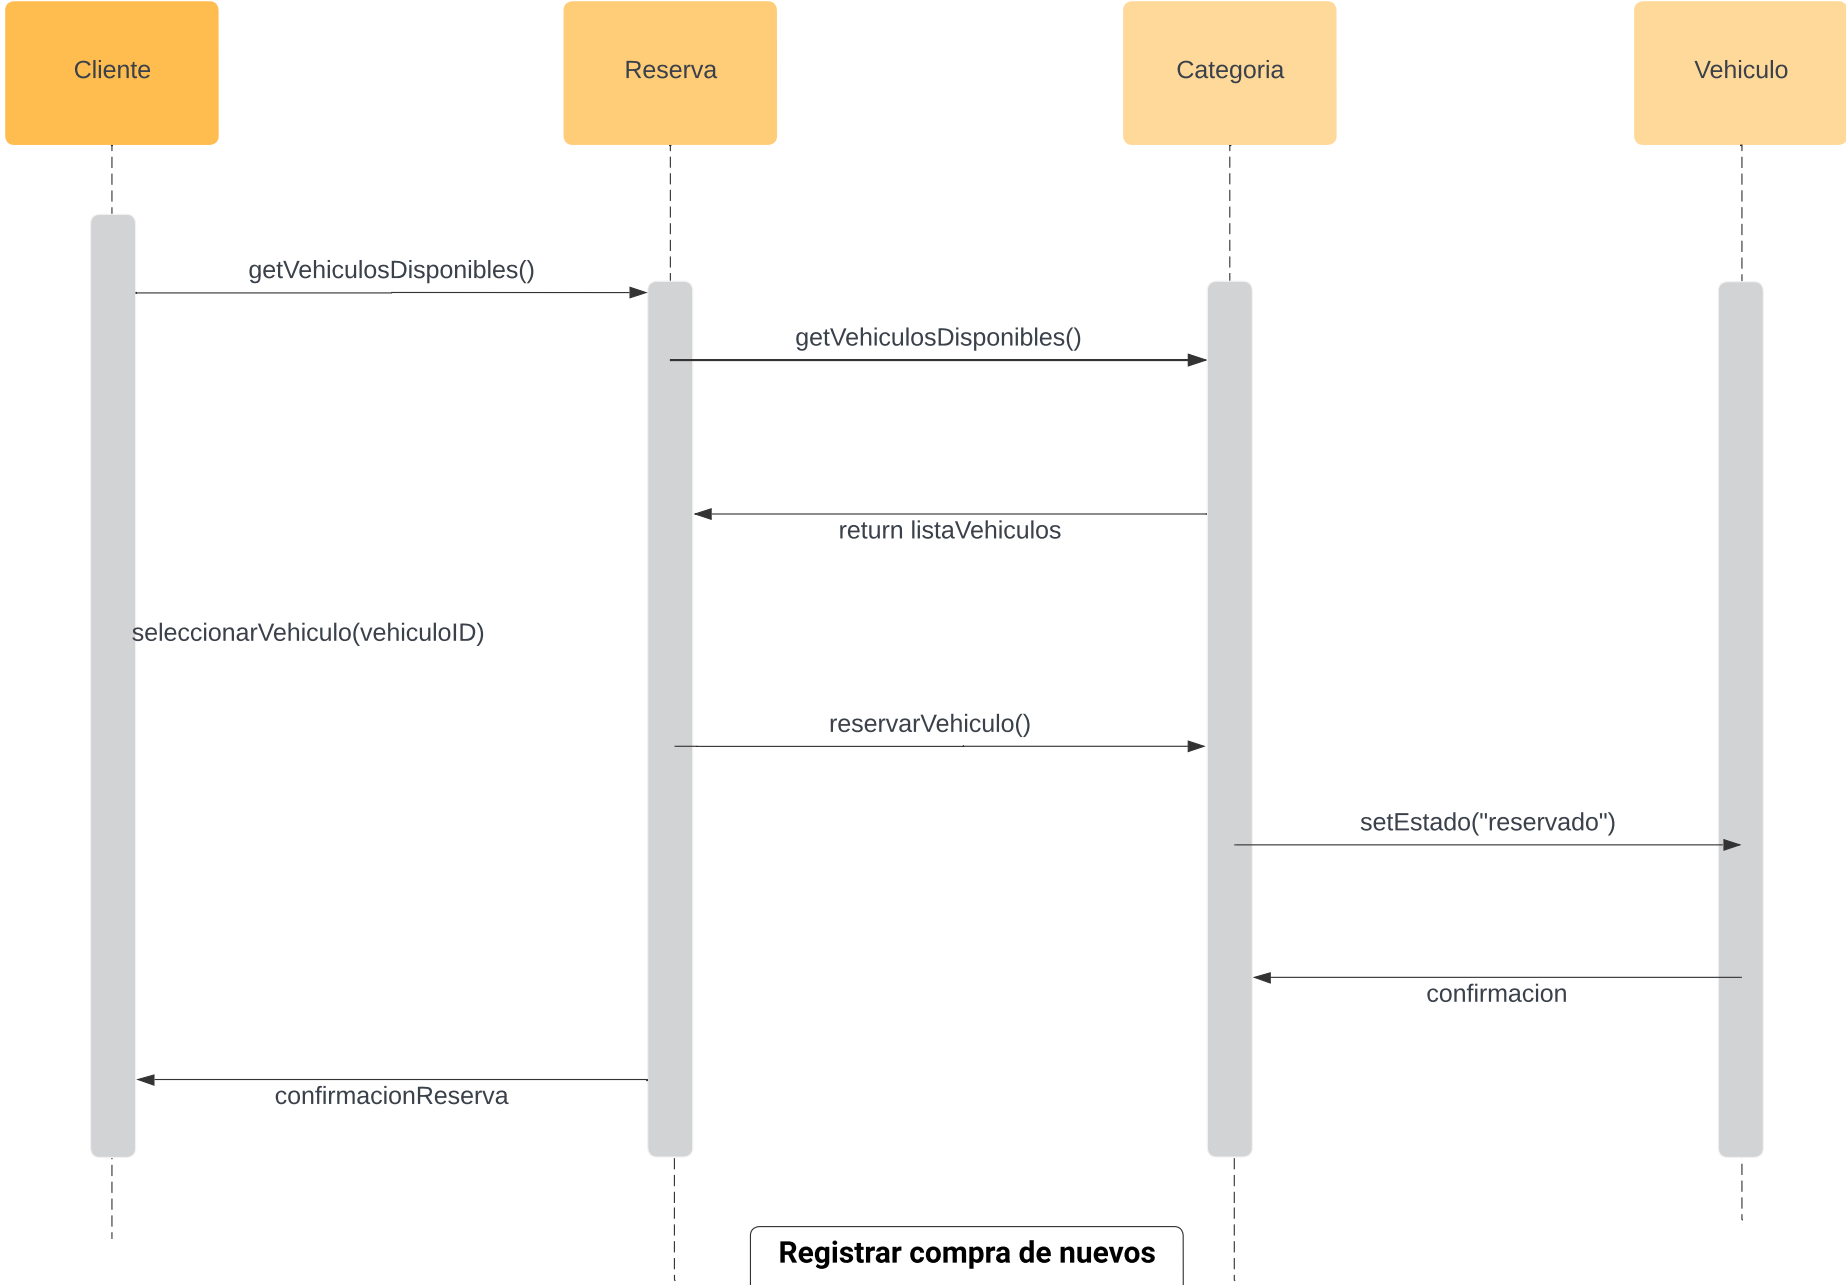 Cliente
Reserva
Categoria
Vehiculo
getVehiculosDisponibles()
getVehiculosDisponibles()
return listaVehiculos
seleccionarVehiculo(vehiculoID)
reservarVehiculo()
setEstado("reservado")
confirmacion
confirmacionReserva
Registrar compra de nuevos